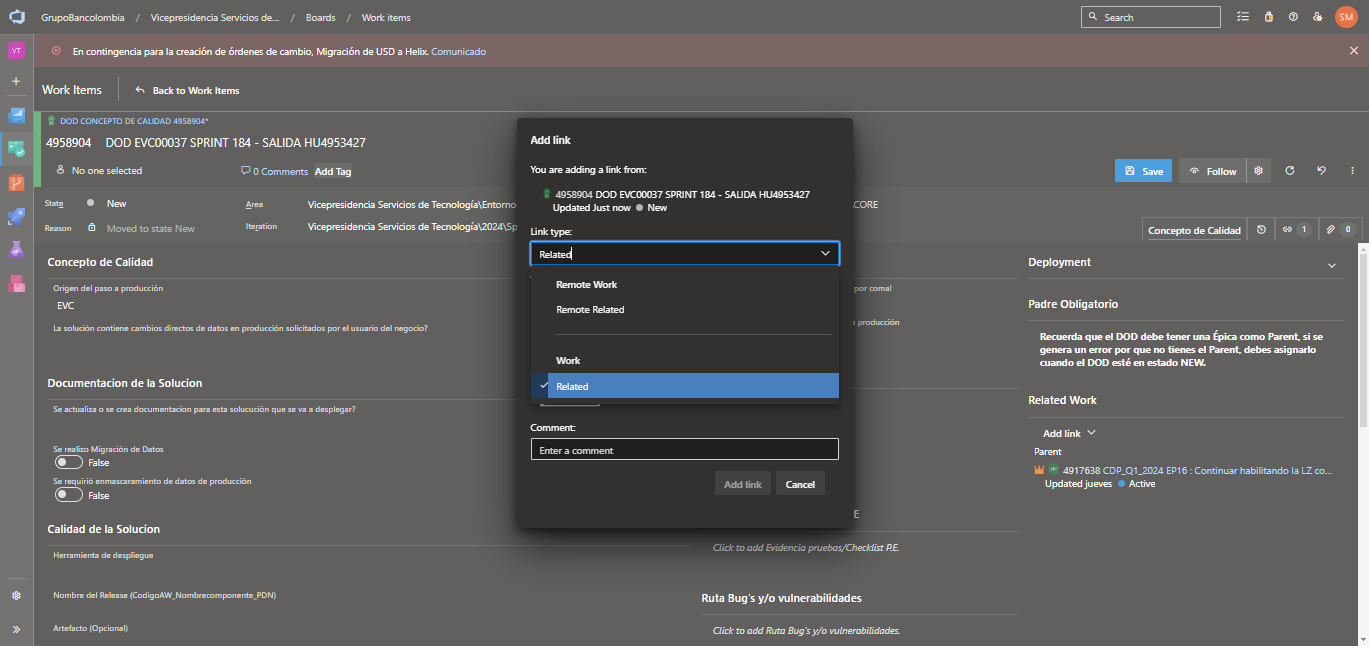 GrupoBancolombia / Vicepresidencia Servicios de... / Boards / Work items
Search
SM
VT
En contingencia para la creación de órdenes de cambio, Migración de USD a Helix. Comunicado
Work Items
Back to Work Items
DOD CONCEPTO DE CALIDAD 4958904*
4958904 DOD EVC00037 SPRINT 184 - SALIDA HU4953427
No one selected
0 Comments
Add Tag
Save
Follow
State
New
Area
Vicepresidencia Servicios de Tecnología\Entorno
CORE
Reason
Moved to state New
Iteration
Vicepresidencia Servicios de Tecnología\2024\Sp
Concepto de Calidad
1
0
Concepto de Calidad
Origen del paso a producción
EVC
La solución contiene cambios directos de datos en producción solicitados por el usuario del negocio?
Documentacion de la Solucion
Se actualiza o se crea documentacion para esta solucución que se va a desplegar?
Se realizo Migración de Datos
False
Se requirió enmascaramiento de datos de producción
False
Calidad de la Solucion
Herramienta de despliegue
Nombre del Release (CodigoAW_Nombrecomponente_PDN)
Artefacto (Opcional)
Add link
You are adding a link from:
4958904 DOD EVC00037 SPRINT 184 - SALIDA HU4953427
Updated Just now
New
Link type:
Related
Remote Work
Remote Related
Work
Related
Comment:
Enter a comment
Add link
Cancel
por coma!
producción
E
Click to add Evidencia pruebas/Checklist P.E.
Ruta Bug's y/o vulnerabilidades
Click to add Ruta Bug's y/o vulnerabilidades.
Deployment
Padre Obligatorio
Recuerda que el DOD debe tener una Épica como Parent, si se
genera un error por que no tienes el Parent, debes asignarlo
cuando el DOD esté en estado NEW.
Related Work
Add link
Parent
4917638 CDP_Q1_2024 EP16 : Continuar habilitando la LZ co...
Updated jueves
Active